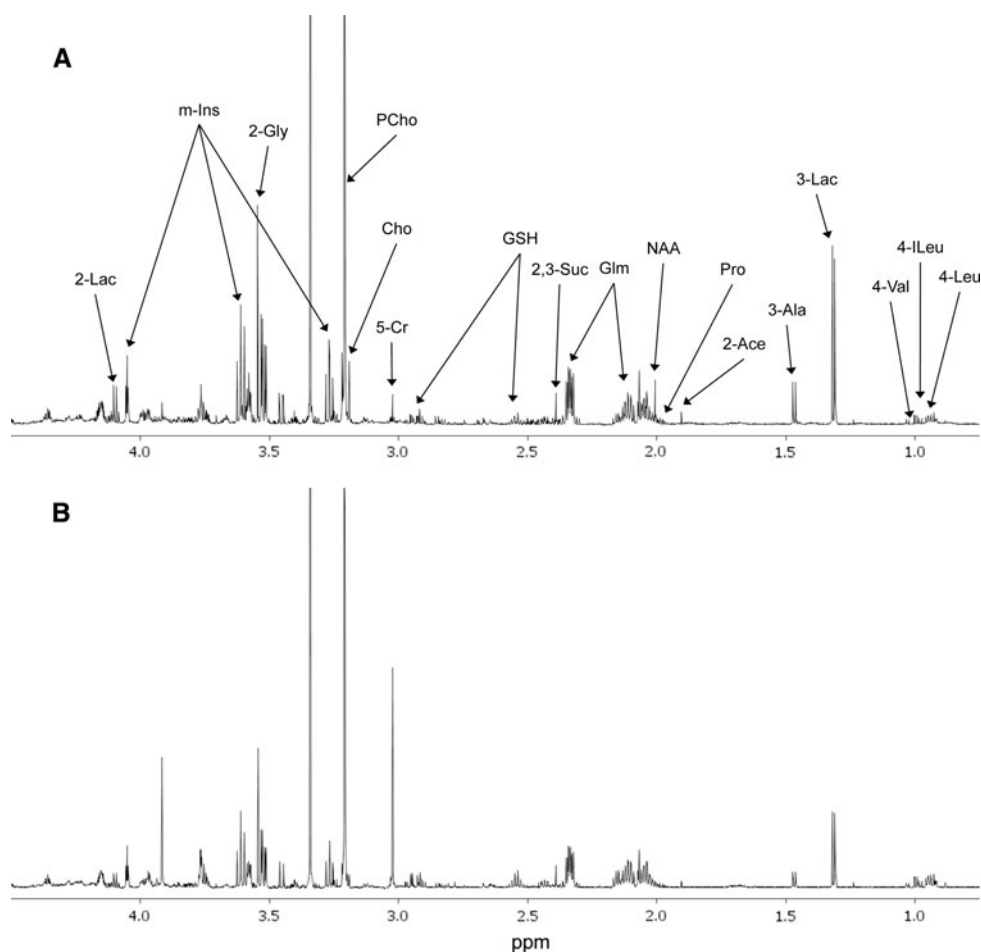 A
m-Ins
2-Gly
PCho
3-Lac
Cho
GSH
NAA
4-ILeu
2-Lac
2,3-Suc
Glm
Pro
4-Val
4-Leu
5-Cr
3-Ala
2-Ace
4.0 3.5 3.0 2.5 2.0 1.5 1.0
B
4.0 3.5 3.0 2.5 2.0 1.5 1.0
ppm